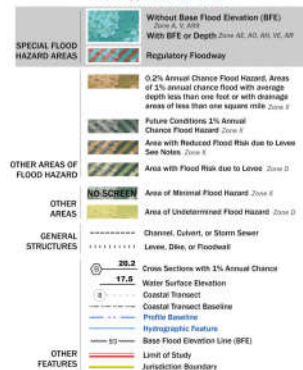 Without Base Flood Elevation (BFE)
Zone A, V, A99
With BFE or Depth Zone AE, AO, AH, VE, AR
SPECIAL FLOOD
HAZARD AREAS
Regulatory Floodway
0.2% Annual Chance Flood Hazard, Areas
of 1% annual chance flood with average
depth less than one foot or with drainage
areas of less than one square mile Zone X
Future Conditions 1% Annual
Chance Flood Hazard Zone X
Area with Reduced Flood Risk due to Levee
See Notes Zone X
OTHER AREAS OF
FLOOD HAZARD
Area with Flood Risk due to Levee Zone D
NO SCREEN
Area of Minimal Flood Hazard Zone X
OTHER
AREAS
Area of Undetermined Flood Hazard Zone D
GENERAL
STRUCTURES
Channel, Culvert, or Storm Sewer
Levee, Dike, or Floodwall
20.2
Cross Sections with 1% Annual Chance
17.5
Water Surface Elevation
8
Coastal Transect
Coastal Transect Baseline
Profile Baseline
Hydrographic Feature
513
Base Flood Elevation Line (BFE)
OTHER
FEATURES
Limit of Study
Jurisdiction Boundary